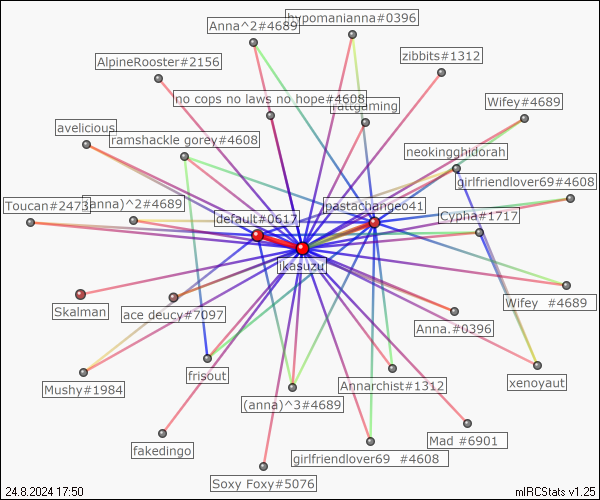 hypomanianna#0396
Anna^2#4689
zibbits#1312
AlpineRooster#2156
no cops no laws no hope#4608
rattgaming
Wifey#4689
avelicious
ramshackle gorey#4608
neokingghidorah
girlfriendlover69#4608
Toucan#2473
(anna)^2#4689
pastachangeo41
default#0617
Cypha#1717
ikasuzu
Skalman
ace deucy#7097
Wifey #4689
Anna.#0396
Mushy#1984
frisout
Annarchist#1312
xenoyaut
(anna)^3#4689
fakedingo
Mad #6901
girlfriendlover69 #4608
Soxy Foxy#5076
24.8.2024 17:50
mIRCStats v1.25